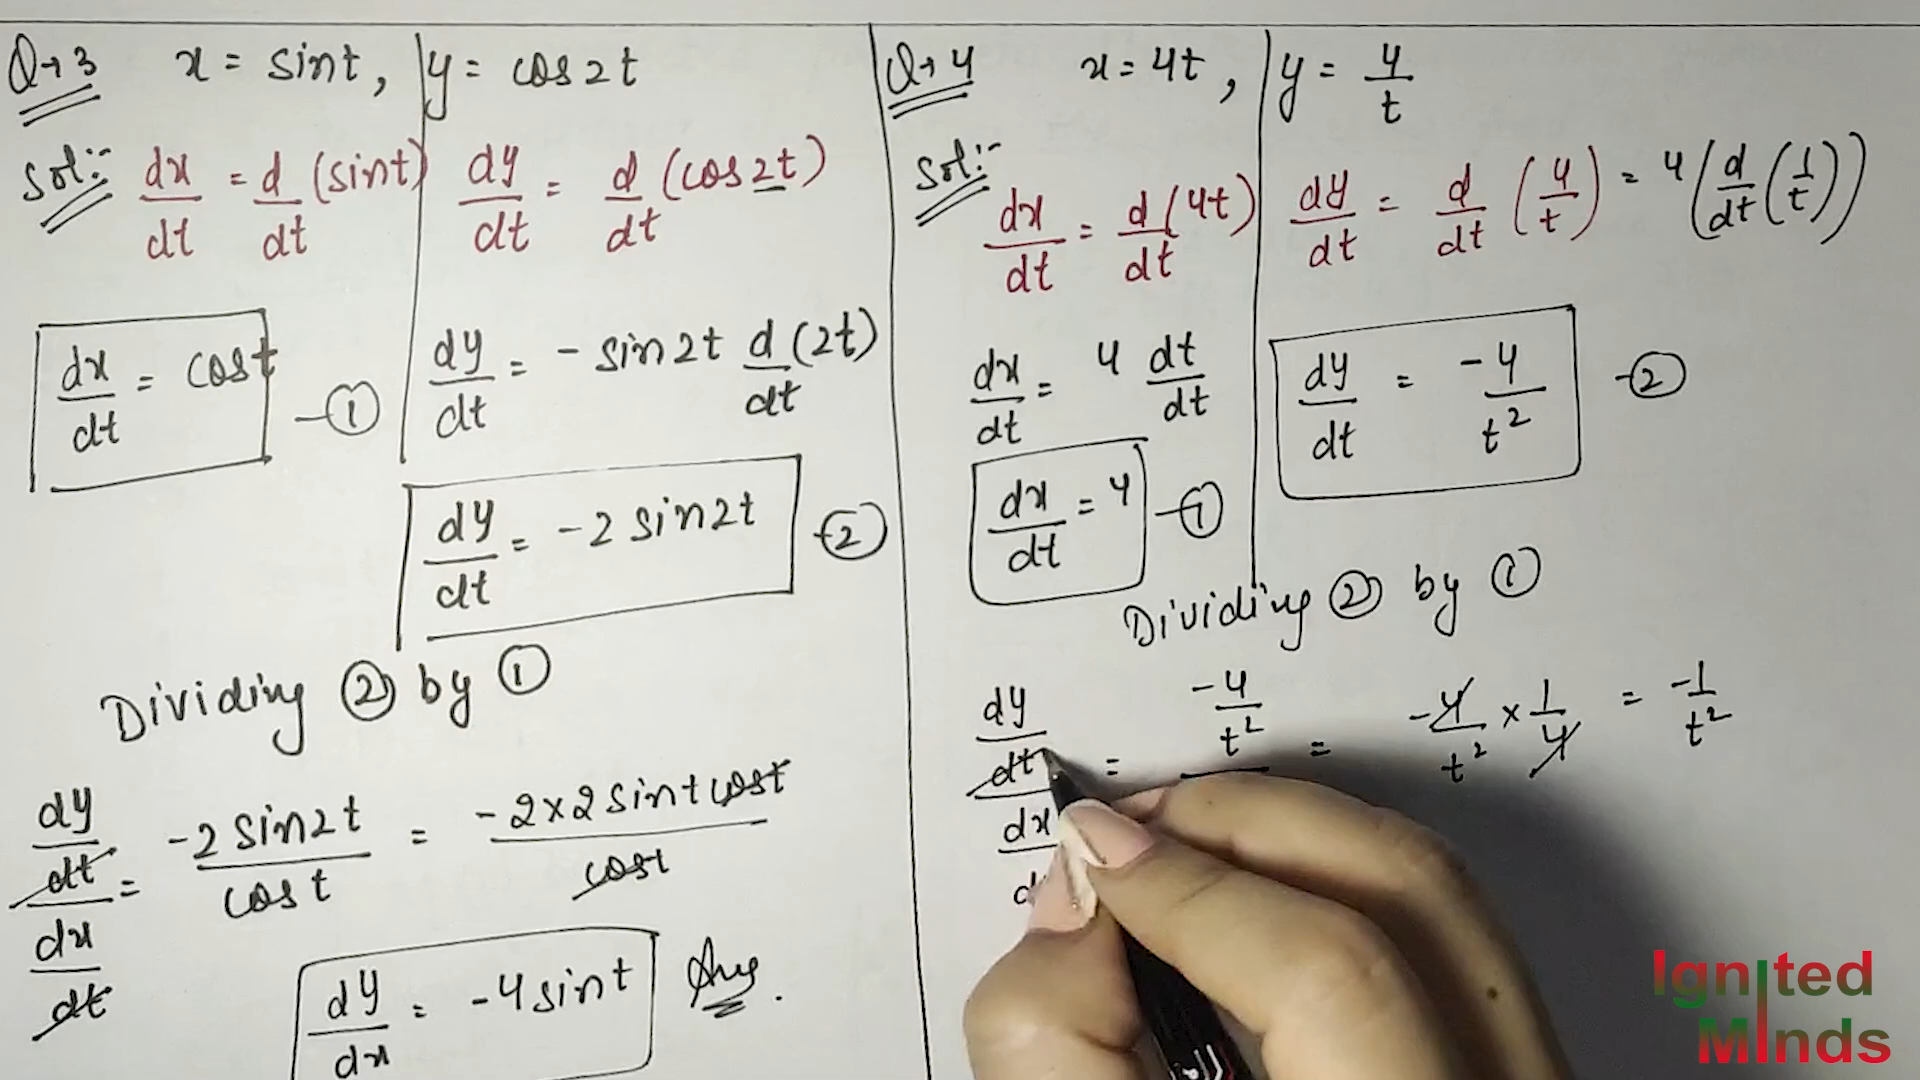 Q→3 x = sint, y = cos2t
Sol:- dx/dt = d/dt (sint) dy/dt = d/dt (cos2t)
dx/dt = cost -① dy/dt = -sin2t d/dt (2t)
dy/dt = -2 sin2t -②
Dividing ② by ①
dy/dt / dx/dt = -2 sin2t / cost = -2×2 sint cost / cost
dy/dx = -4 sint Ans.
Q→4 x = 4t, y = 4/t
Sol:- dx/dt = d/dt (4t) dy/dt = d/dt (4/t) = 4(d/dt (1/t))
dx/dt = 4 dt/dt dy/dt = -4/t² -②
dx/dt = 4 -①
Dividing ② by ①
dy/dt / dx = -4/t² = -4/t² × 1/4 = -1/t²
Ignited
Minds